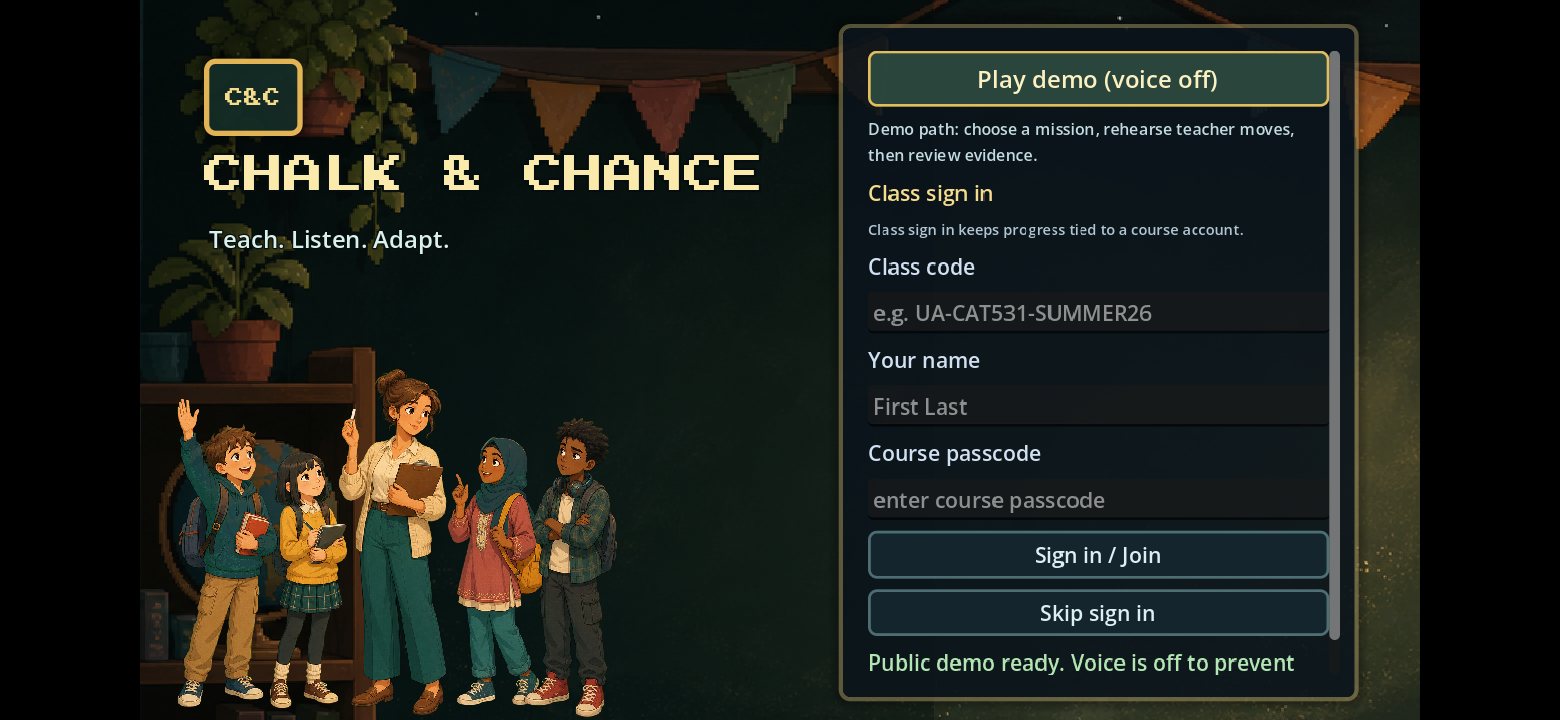 C&C
CHALK & CHANCE
Teach. Listen. Adapt.
Play demo (voice off)
Demo path: choose a mission, rehearse teacher moves,
then review evidence.
Class sign in
Class sign in keeps progress tied to a course account.
Class code
e.g. UA-CAT531-SUMMER26
Your name
First Last
Course passcode
enter course passcode
Sign in / Join
Skip sign in
Public demo ready. Voice is off to prevent